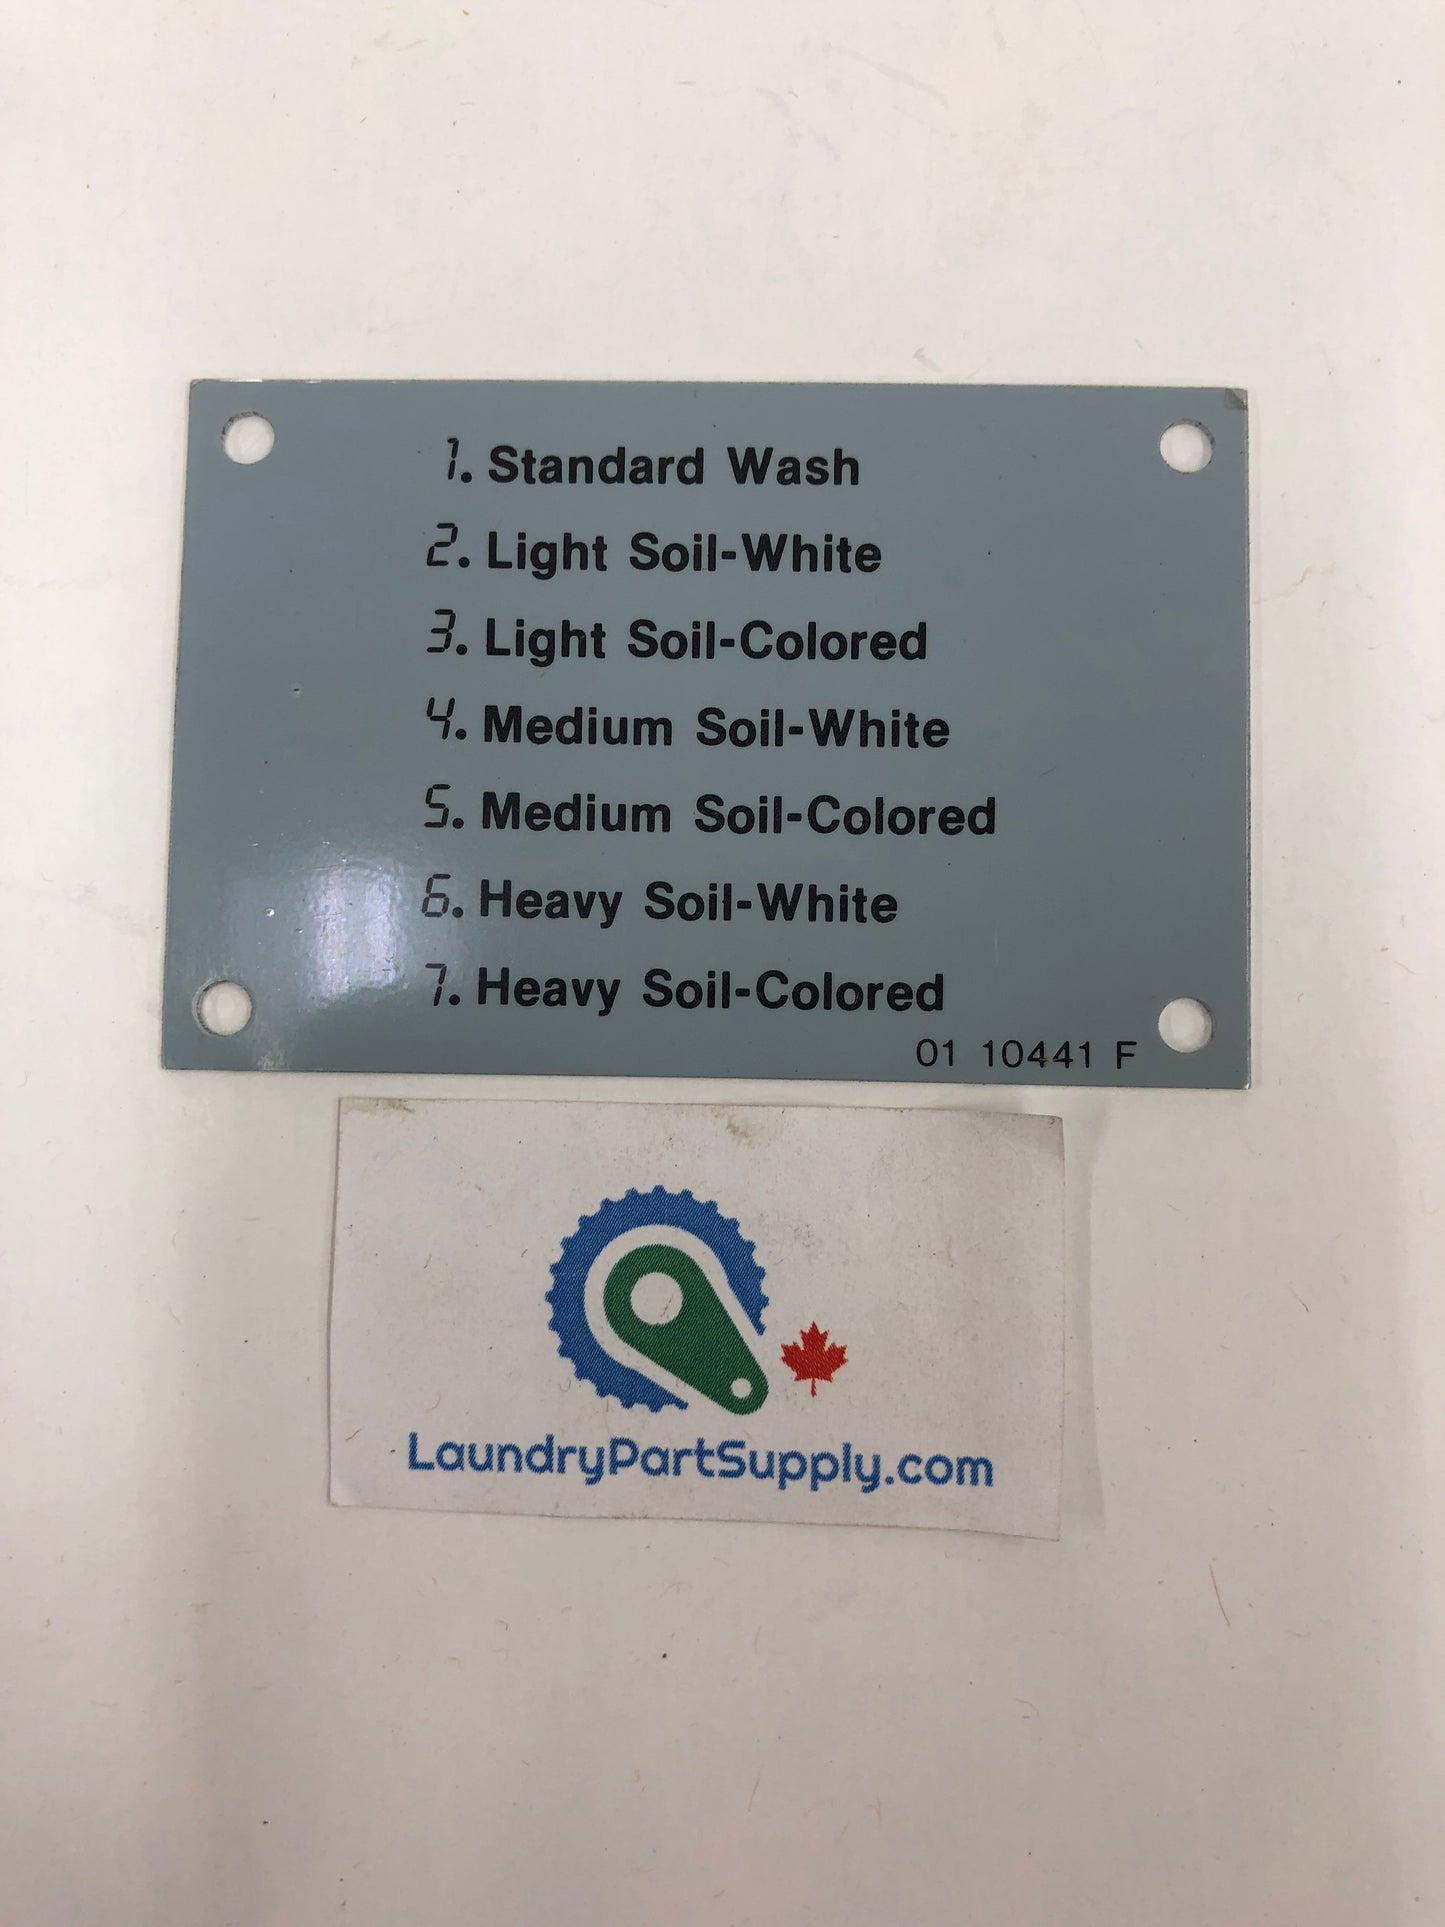 1. Standard Wash
2. Light Soil-White
3. Light Soil-Colored
4. Medium Soil-White
5. Medium Soil-Colored
6. Heavy Soil-White
7. Heavy Soil-Colored
01 10441 F
LaundryPartSupply.com